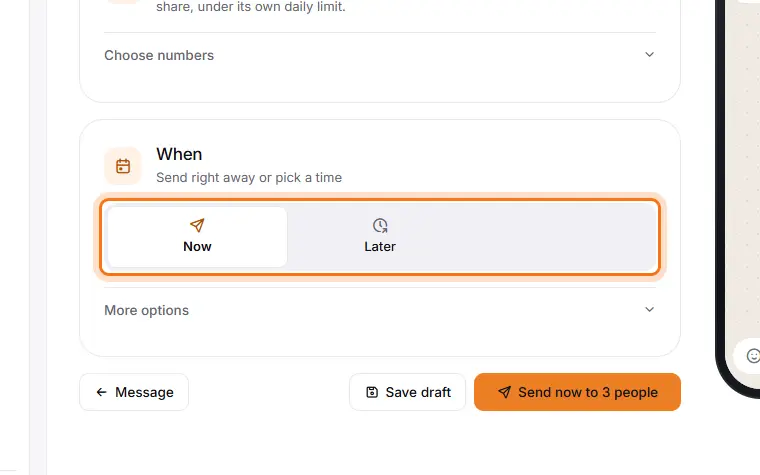 share, under its own daily limit.
Choose numbers
When
Send right away or pick a time
Now
Later
More options
Message
Save draft
Send now to 3 people